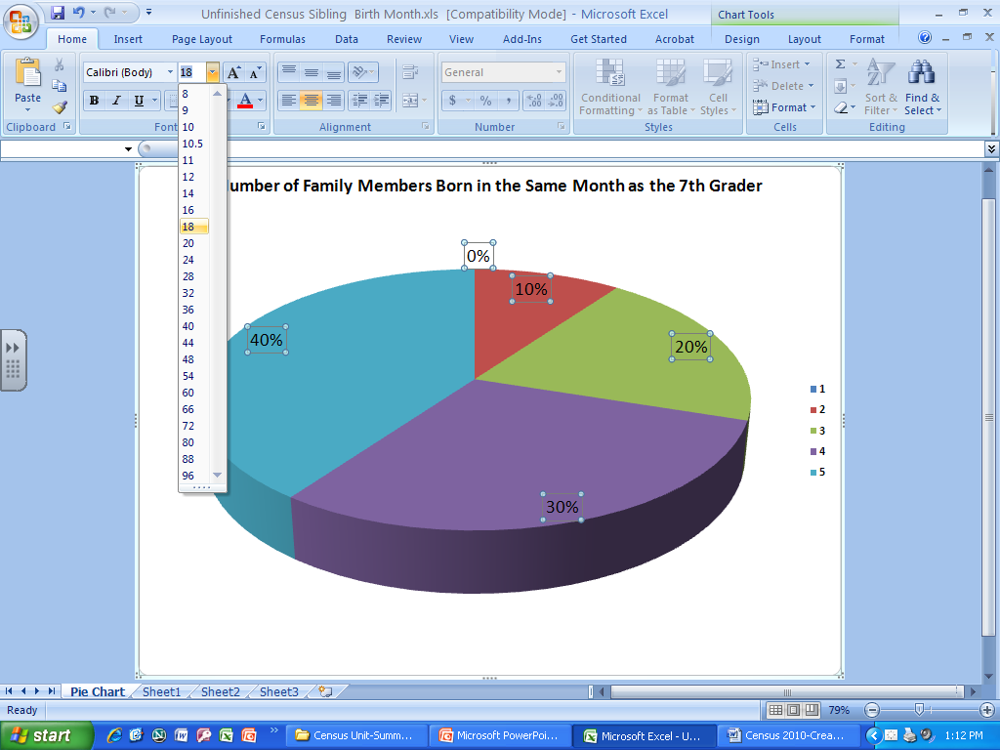 Unfinished Census Sibling  Birth Month.xls  [Compatibility Mode] - Microsoft Excel
Chart Tools
Home Insert Page Layout Formulas Data Review View Add-Ins Get Started Acrobat Design Layout Format
Calibri (Body) 18 A A
General
Paste
B I U A
$ % ,
Conditional Formatting
Format as Table
Cell Styles
Insert
Delete
Format
Σ
Sort & Filter
Find & Select
Clipboard Font Alignment Number Styles Cells Editing
8
9
10
10.5
11
12
14
16
18
20
24
28
32
36
40
44
48
54
60
66
72
80
88
96
umber of Family Members Born in the Same Month as the 7th Grader
0%
10%
20%
30%
40%
1
2
3
4
5
Pie Chart Sheet1 Sheet2 Sheet3
Ready
79%
start
Census Unit-Summ...
Microsoft PowerPoi...
Microsoft Excel - U...
Census 2010-Crea...
1:12 PM